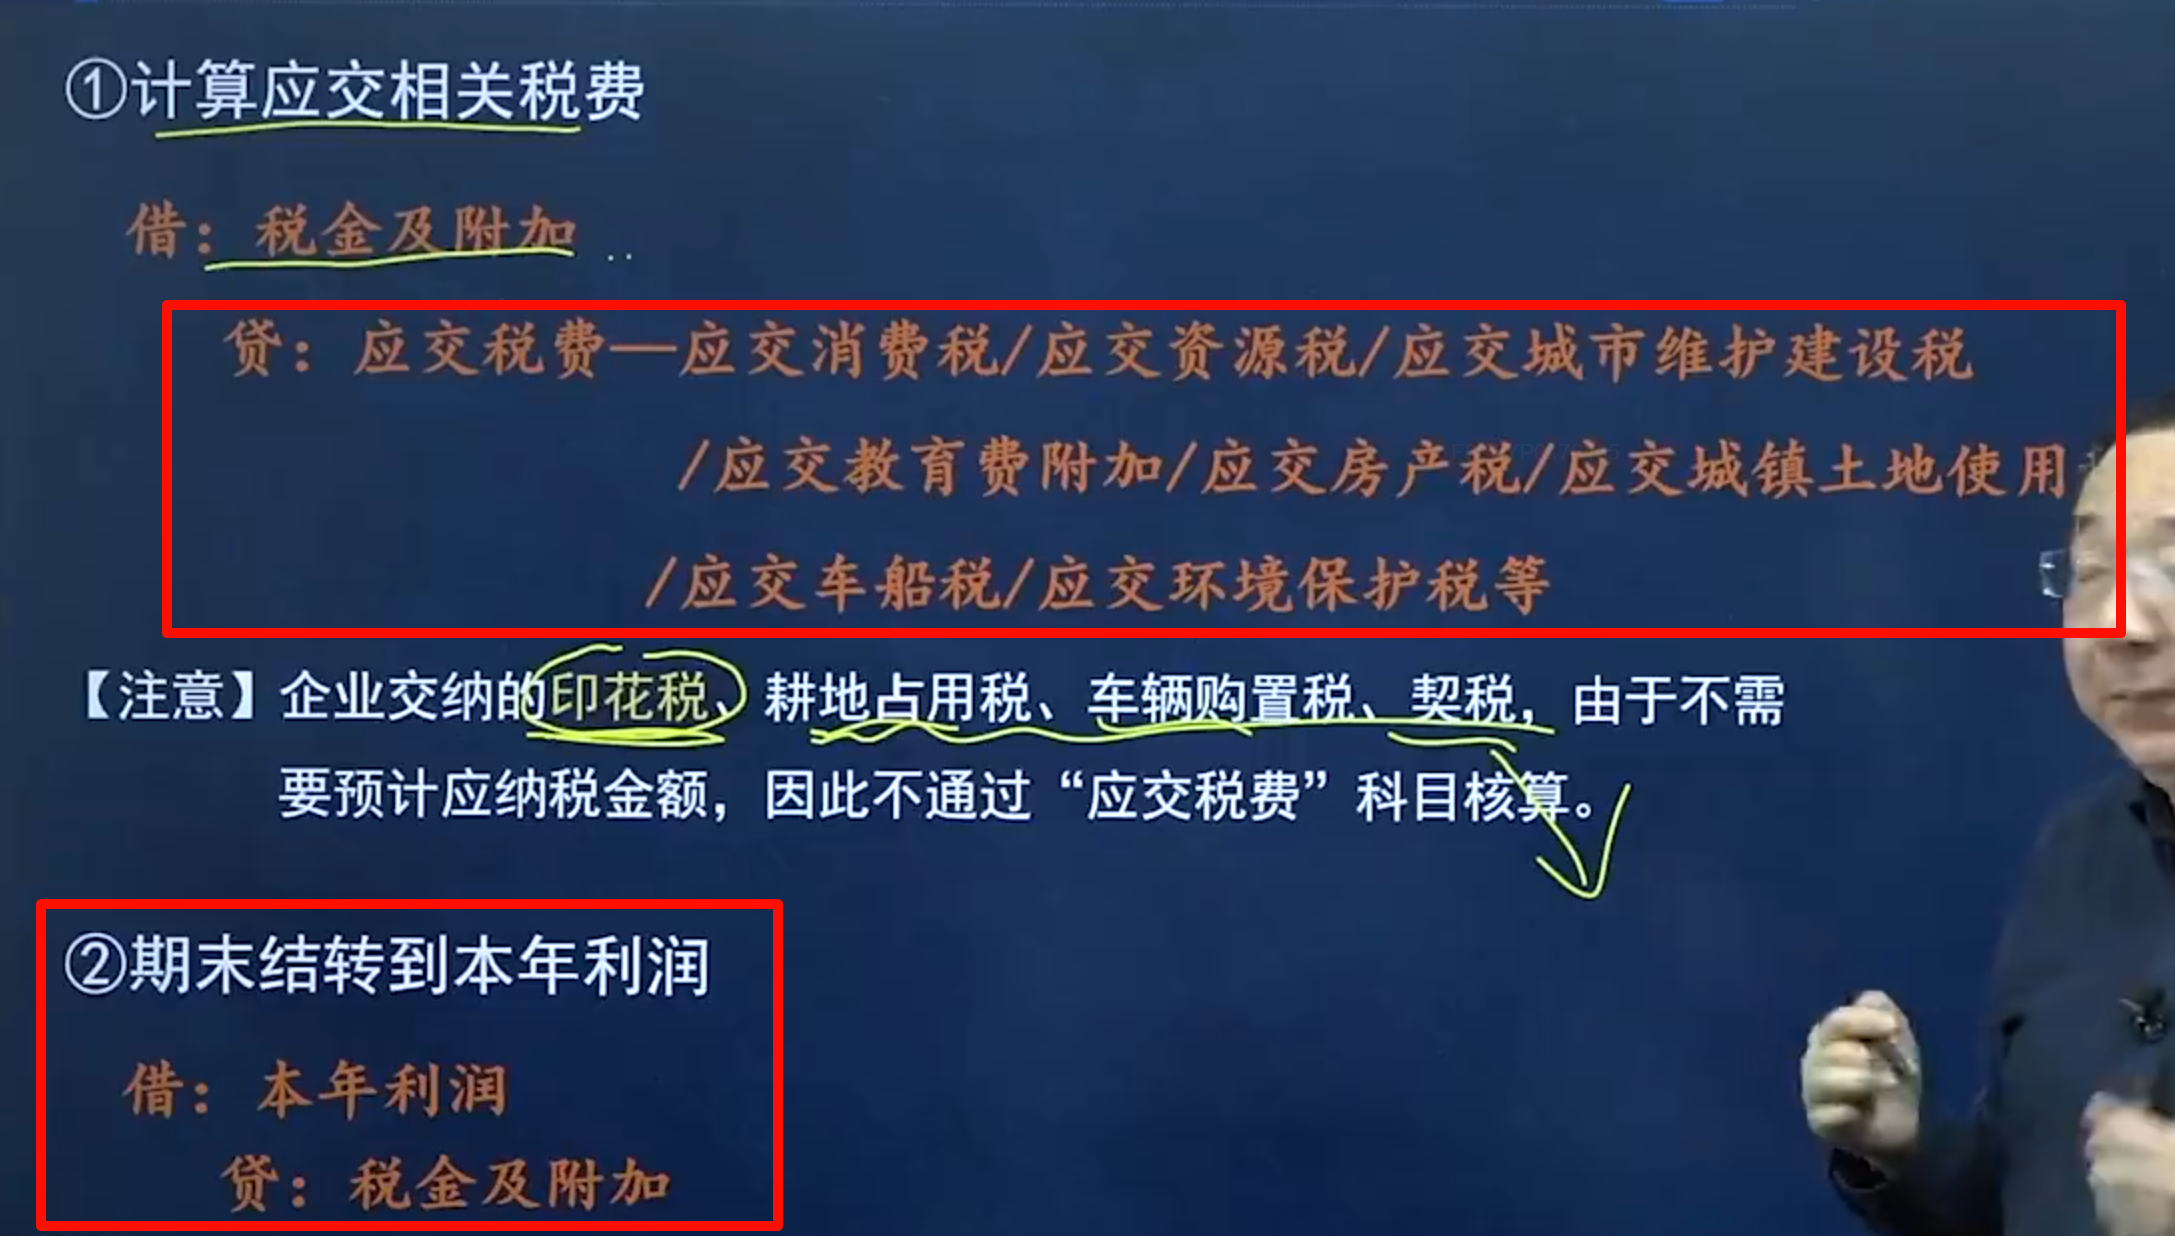 ①计算应交相关税费
借：税金及附加
贷：应交税费—应交消费税/应交资源税/应交城市维护建设税
/应交教育费附加/应交房产税/应交城镇土地使用
/应交车船税/应交环境保护税等
【注意】企业交纳的印花税、耕地占用税、车辆购置税、契税，由于不需
要预计应纳税金额，因此不通过“应交税费”科目核算。
②期末结转到本年利润
借：本年利润
贷：税金及附加